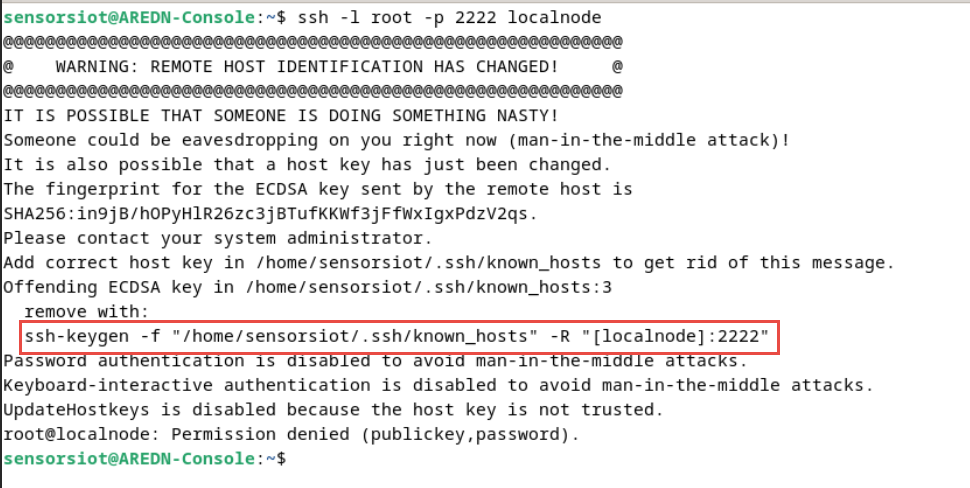 sensorsiot@AREDN-Console:~$ ssh -l root -p 2222 localnode
@@@@@@@@@@@@@@@@@@@@@@@@@@@@@@@@@@@@@@@@@@@@@@@@@@@@@@@@@@@
@    WARNING: REMOTE HOST IDENTIFICATION HAS CHANGED!     @
@@@@@@@@@@@@@@@@@@@@@@@@@@@@@@@@@@@@@@@@@@@@@@@@@@@@@@@@@@@
IT IS POSSIBLE THAT SOMEONE IS DOING SOMETHING NASTY!
Someone could be eavesdropping on you right now (man-in-the-middle attack)!
It is also possible that a host key has just been changed.
The fingerprint for the ECDSA key sent by the remote host is
SHA256:in9jB/hOPyHlR26zc3jBTufKKWf3jFfWxIgxPdzV2qs.
Please contact your system administrator.
Add correct host key in /home/sensorsiot/.ssh/known_hosts to get rid of this message.
Offending ECDSA key in /home/sensorsiot/.ssh/known_hosts:3
  remove with:
  ssh-keygen -f "/home/sensorsiot/.ssh/known_hosts" -R "[localnode]:2222"
Password authentication is disabled to avoid man-in-the-middle attacks.
Keyboard-interactive authentication is disabled to avoid man-in-the-middle attacks.
UpdateHostkeys is disabled because the host key is not trusted.
root@localnode: Permission denied (publickey,password).
sensorsiot@AREDN-Console:~$